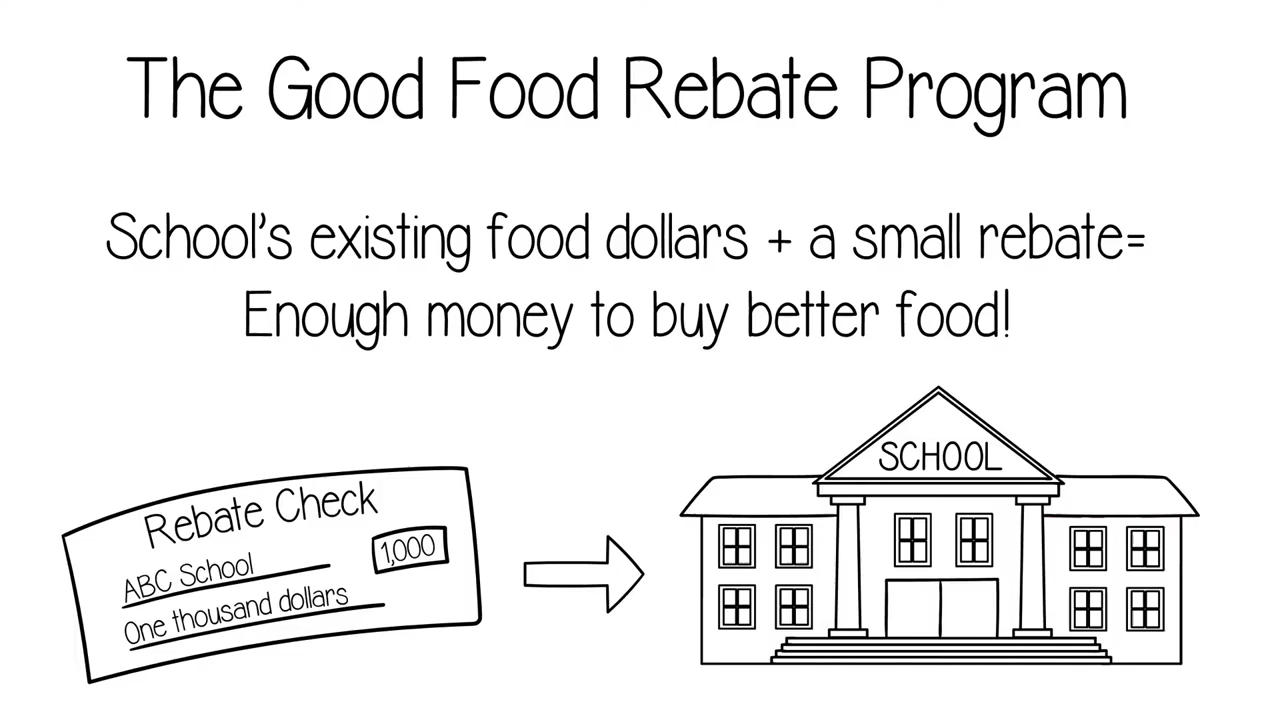 The Good Food Rebate Program
School's existing food dollars + a small rebate=
Enough money to buy better food!
SCHOOL
Rebate Check
1,000
ABC School
One thousand dollars